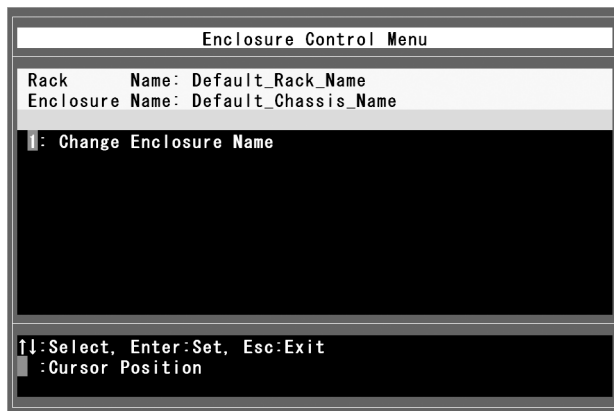 Enclosure Control Menu
Rack Name: Default_Rack_Name
Enclosure Name: Default_Chassis_Name
1: Change Enclosure Name
↑↓:Select, Enter:Set, Esc:Exit
:Cursor Position